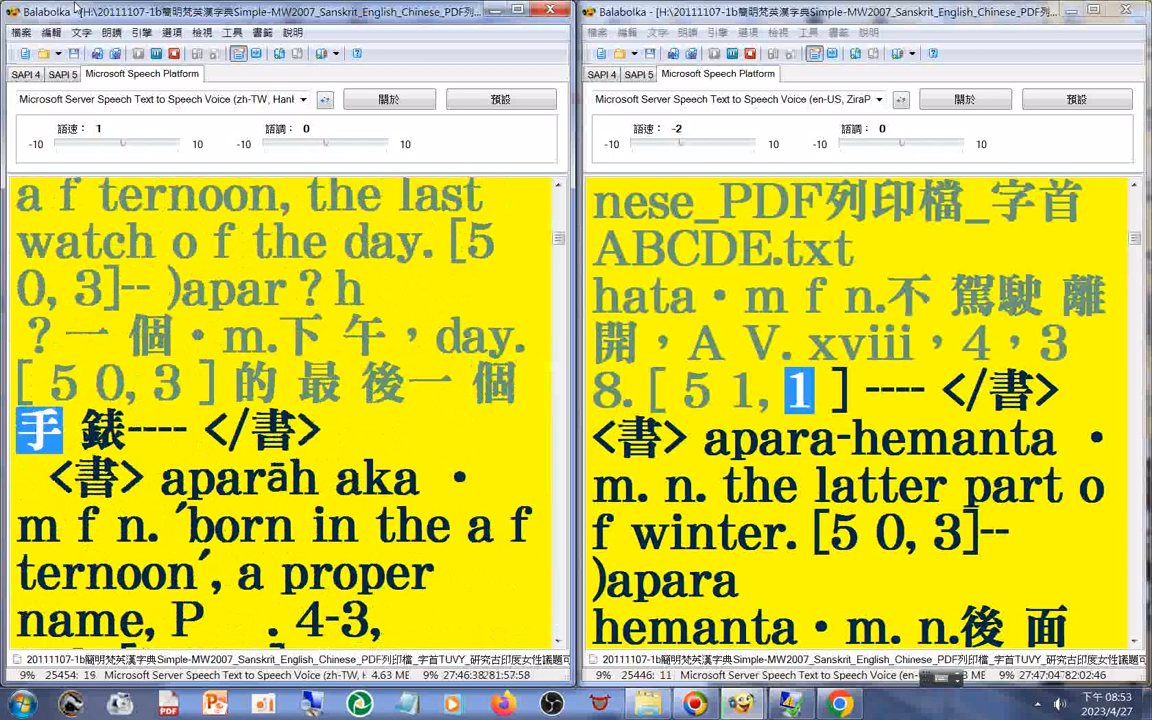 Balabolka - [H:\20111107-1b簡明梵英漢字典Simple-MW2007_Sanskrit_English_Chinese_PDF列...
檔案 編輯 文字 朗讀 引擎 選項 檢視 工具 書籤 說明
SAPI 4 SAPI 5 Microsoft Speech Platform
Microsoft Server Speech Text to Speech Voice (zh-TW, HanI
關於
預設
語速： 1
語調： 0
-10 10 -10 10
a f ternoon, the last
watch o f the day. [5
0, 3]-- )apar？h
？一 個・m.下 午，day.
[ 5 0, 3 ] 的 最 後一 個
手 錶---- </書>
<書> aparāh aka ・
m f n. ´born in the a f
ternoon´, a proper
name, P . 4-3,
20111107-1b簡明梵英漢字典Simple-MW2007_Sanskrit_English_Chinese_PDF列印檔_字首TUVY_研究古印度女性議題可
9% 25454: 19 Microsoft Server Speech Text to Speech Voice (zh-TW, H 4.63 ME 9% 27:46:38281:57:58
Balabolka - [H:\20111107-1b簡明梵英漢字典Simple-MW2007_Sanskrit_English_Chinese_PDF列...
檔案 編輯 文字 朗讀 引擎 選項 檢視 工具 書籤 說明
SAPI 4 SAPI 5 Microsoft Speech Platform
Microsoft Server Speech Text to Speech Voice (en-US, ZiraP
關於
預設
語速： -2
語調： 0
-10 10 -10 10
nese_PDF列印檔_字首
ABCDE.txt
hata・m f n.不 駕駛 離
開，A V. xviii，4，3
8. [ 5 1, 1 ] ---- </書>
<書> apara-hemanta ・
m. n. the latter part o
f winter. [5 0, 3]--
)apara
hemanta・m. n.後 面
20111107-1b簡明梵英漢字典Simple-MW2007_Sanskrit_English_Chinese_PDF列印檔_字首TUVY_研究古印度女性議題可
9% 25446: 11 Microsoft Server Speech Text to Speech Voice (en-US ME 9% 27:47:04282:02:46
PDF
下午 08:53
2023/4/27